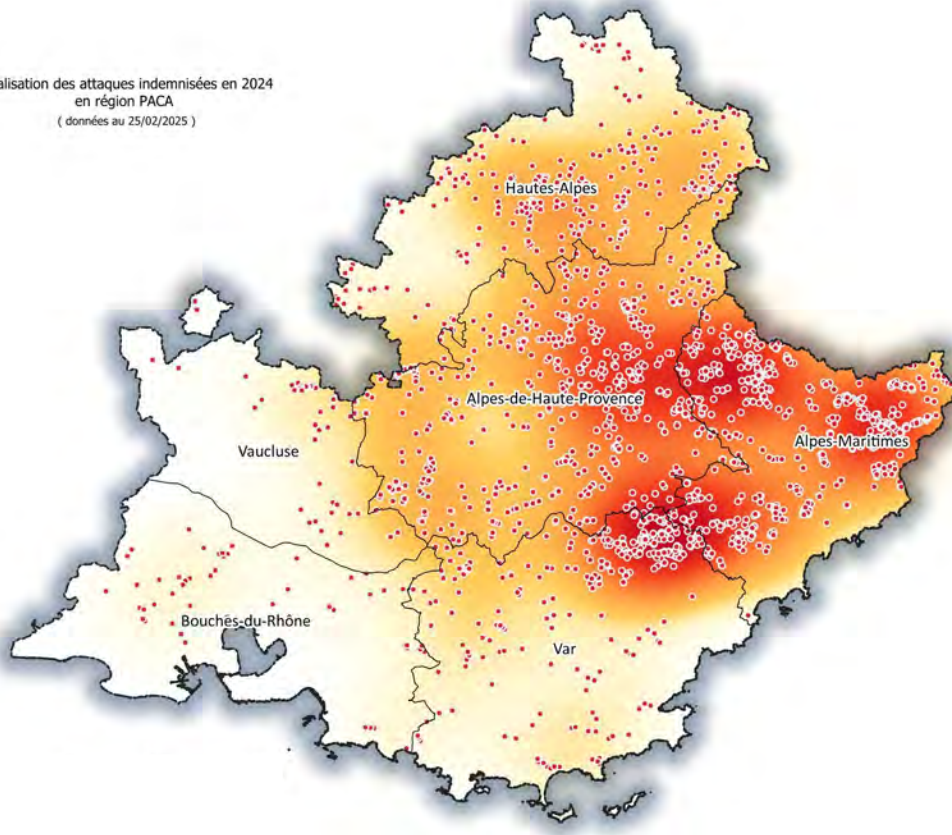 alisation des attaques indemnisées en 2024
en région PACA
( données au 25/02/2025 )
Hautes-Alpes
Alpes-de-Haute-Provence
Alpes-Maritimes
Vaucluse
Bouches-du-Rhône
Var